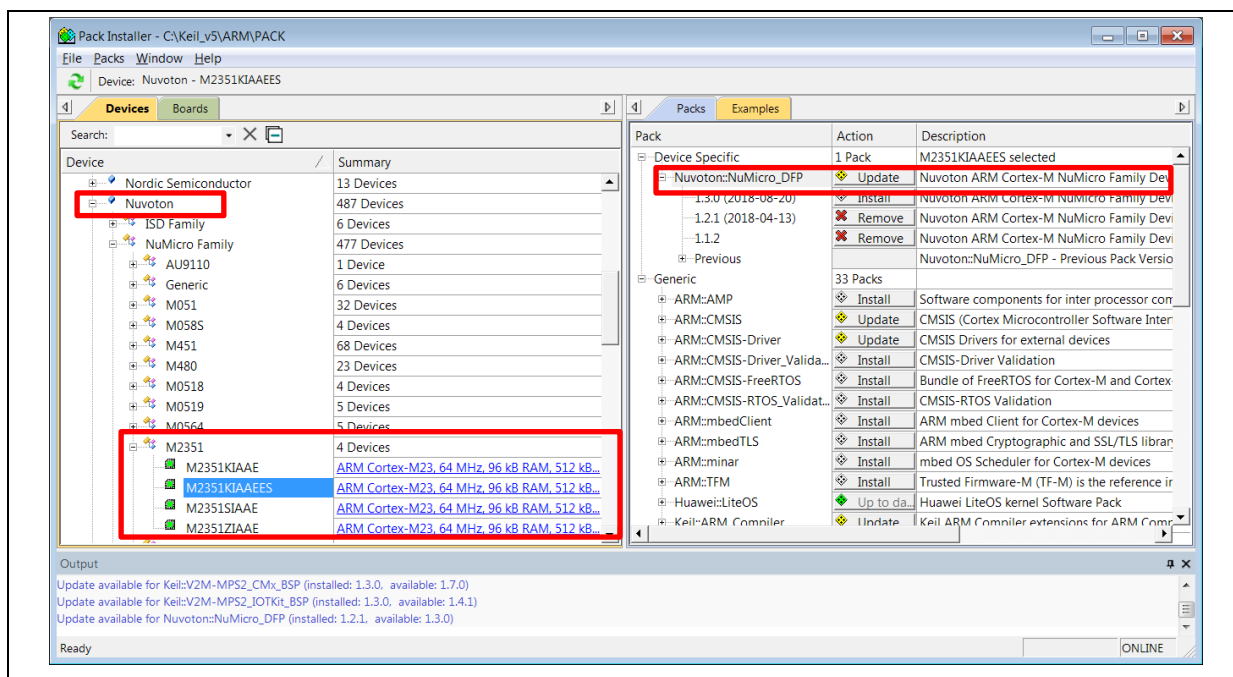 Pack Installer - C:\Keil_v5\ARM\PACK
File Packs Window Help
Device: Nuvoton - M2351KIAAEES
Devices Boards
Search:
Device / Summary
Nordic Semiconductor 13 Devices
Nuvoton 487 Devices
ISD Family 6 Devices
NuMicro Family 477 Devices
AU9110 1 Device
Generic 6 Devices
M051 32 Devices
M058S 4 Devices
M451 68 Devices
M480 23 Devices
M0518 4 Devices
M0519 5 Devices
M0564 5 Devices
M2351 4 Devices
M2351KIAAE ARM Cortex-M23, 64 MHz, 96 kB RAM, 512 kB...
M2351KIAAEES ARM Cortex-M23, 64 MHz, 96 kB RAM, 512 kB...
M2351SIAAE ARM Cortex-M23, 64 MHz, 96 kB RAM, 512 kB...
M2351ZIAAE ARM Cortex-M23, 64 MHz, 96 kB RAM, 512 kB...
Packs Examples
Pack Action Description
Device Specific 1 Pack M2351KIAAEES selected
Nuvoton::NuMicro_DFP Update Nuvoton ARM Cortex-M NuMicro Family Dev
1.3.0 (2018-08-20) Install Nuvoton ARM Cortex-M NuMicro Family Devi
1.2.1 (2018-04-13) Remove Nuvoton ARM Cortex-M NuMicro Family Devi
1.1.2 Remove Nuvoton ARM Cortex-M NuMicro Family Devi
Previous Nuvoton::NuMicro_DFP - Previous Pack Versio
Generic 33 Packs
ARM::AMP Install Software components for inter processor com
ARM::CMSIS Update CMSIS (Cortex Microcontroller Software Inter
ARM::CMSIS-Driver Update CMSIS Drivers for external devices
ARM::CMSIS-Driver_Valida... Install CMSIS-Driver Validation
ARM::CMSIS-FreeRTOS Install Bundle of FreeRTOS for Cortex-M and Cortex-
ARM::CMSIS-RTOS_Validat... Install CMSIS-RTOS Validation
ARM::mbedClient Install ARM mbed Client for Cortex-M devices
ARM::mbedTLS Install ARM mbed Cryptographic and SSL/TLS librar
ARM::minar Install mbed OS Scheduler for Cortex-M devices
ARM::TFM Install Trusted Firmware-M (TF-M) is the reference ir
Huawei::LiteOS Up to da... Huawei LiteOS kernel Software Pack
Keil::ARM_Compiler Update Keil ARM Compiler extensions for ARM Comp
Output
Update available for Keil::V2M-MPS2_CMx_BSP (installed: 1.3.0, available: 1.7.0)
Update available for Keil::V2M-MPS2_IOTKit_BSP (installed: 1.3.0, available: 1.4.1)
Update available for Nuvoton::NuMicro_DFP (installed: 1.2.1, available: 1.3.0)
Ready ONLINE